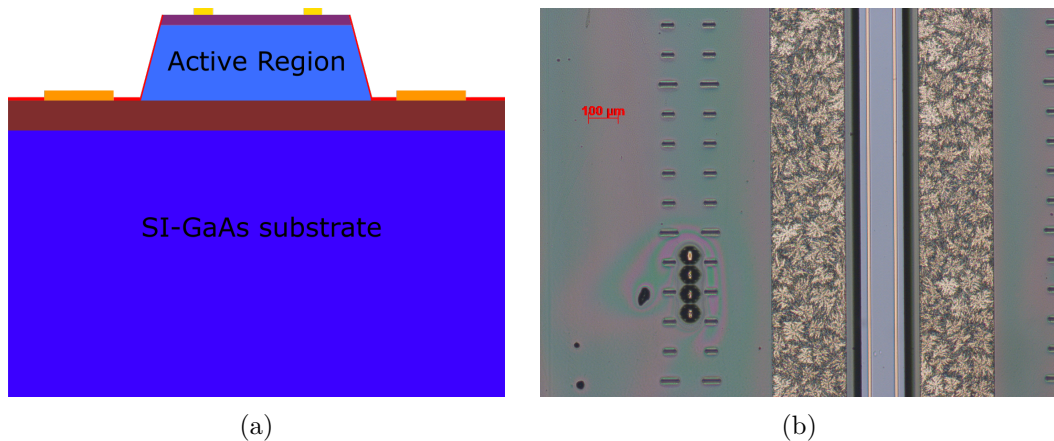 Active Region
SI-GaAs substrate
100 µm
(a)
(b)